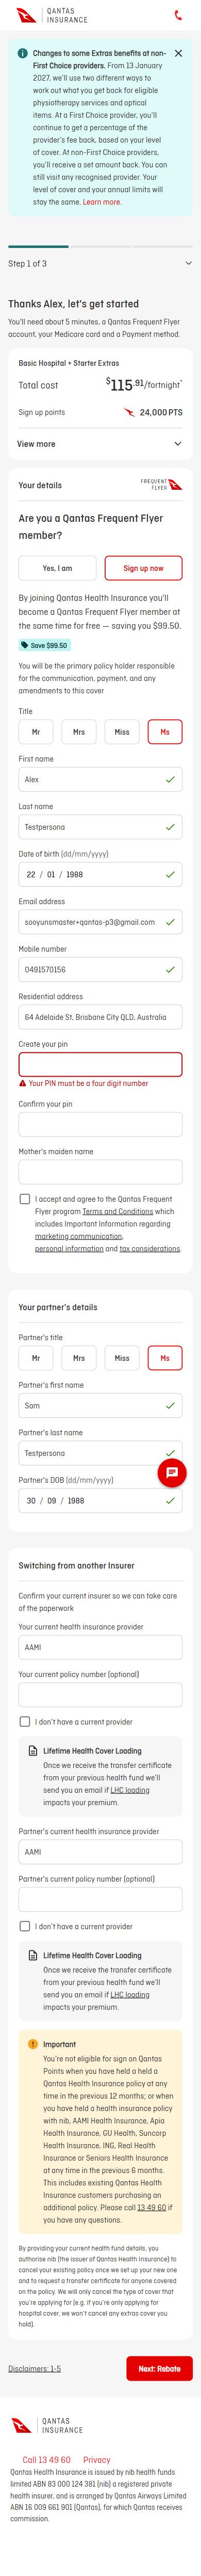 QANTAS
INSURANCE
Changes to some Extras benefits at non-
First Choice providers. From 13 January
2027, we'll use two different ways to
work out what you get back for eligible
physiotherapy services and optical
items. At a First Choice provider, you'll
continue to get a percentage of the
provider's fee back, based on your level
of cover. At non-First Choice Providers,
you'll receive a set amount back. You can
still visit any recognised provider. Your
level of cover and your annual limits will
stay the same. Learn more.
Step 1 of 3
Thanks Alex, let's get started
You'll need about 5 minutes, a Qantas Frequent Flyer
account, your Medicare card and a Payment method.
Basic Hospital + Starter Extras
Total cost
$115.91/fortnight^
Sign up points
24,000 PTS
View more
Your details
FREQUENT
FLYER
Are you a Qantas Frequent Flyer
member?
Yes, I am
Sign up now
By joining Qantas Health Insurance you'll
become a Qantas Frequent Flyer member at
the same time for free — saving you $99.50.
Save $99.50
You will be the primary policy holder responsible
for the communication, payment, and any
amendments to this cover
Title
Mr
Mrs
Miss
Ms
First name
Alex
Last name
Testpersona
Date of birth (dd/mm/yyyy)
22 / 01 / 1988
Email address
sooyunsmaster+qantas-p3@gmail.com
Mobile number
0491570156
Residential address
64 Adelaide St, Brisbane City QLD, Australia
Create your pin
Your PIN must be a four digit number
Confirm your pin
Mother's maiden name
I accept and agree to the Qantas Frequent
Flyer program Terms and Conditions which
includes Important Information regarding
marketing communication,
personal information and tax considerations.
Your partner's details
Partner's title
Mr
Mrs
Miss
Ms
Partner's first name
Sam
Partner's last name
Testpersona
Partner's DOB (dd/mm/yyyy)
30 / 09 / 1988
Switching from another Insurer
Confirm your current insurer so we can take care
of the paperwork
Your current health insurance provider
AAMI
Your current policy number (optional)
I don't have a current provider
Lifetime Health Cover Loading
Once we receive the transfer certificate
from your previous health fund we'll
send you an email if LHC loading
impacts your premium.
Partner's current health insurance provider
AAMI
Partner's current policy number (optional)
I don't have a current provider
Lifetime Health Cover Loading
Once we receive the transfer certificate
from your previous health fund we'll
send you an email if LHC loading
impacts your premium.
Important
You're not eligible for sign on Qantas
Points when you have held a held a
Qantas Health Insurance policy at any
time in the previous 12 months; or when
you have held a health insurance policy
with nib, AAMI Health Insurance, Apia
Health Insurance, GU Health, Suncorp
Health Insurance, ING, Real Health
Insurance or Seniors Health Insurance
at any time in the previous 6 months.
This includes existing Qantas Health
Insurance customers purchasing an
additional policy. Please call 13 49 60 if
you have any questions.
By providing your current health fund details, you
authorise nib (the issuer of Qantas Health Insurance) to
cancel your existing policy once we set up your new one
and to request a transfer certificate for anyone covered
on the policy. We will only cancel the type of cover that
you're applying for (e.g. if you're only applying for
hospital cover, we won't cancel any extras cover you
hold).
Disclaimers: 1-5
Next: Rebate
QANTAS
INSURANCE
Call 13 49 60 Privacy
Qantas Health Insurance is issued by nib health funds
limited ABN 83 000 124 381 (nib) a registered private
health insurer, and is arranged by Qantas Airways Limited
ABN 16 009 661 901 (Qantas), for which Qantas receives
commission.